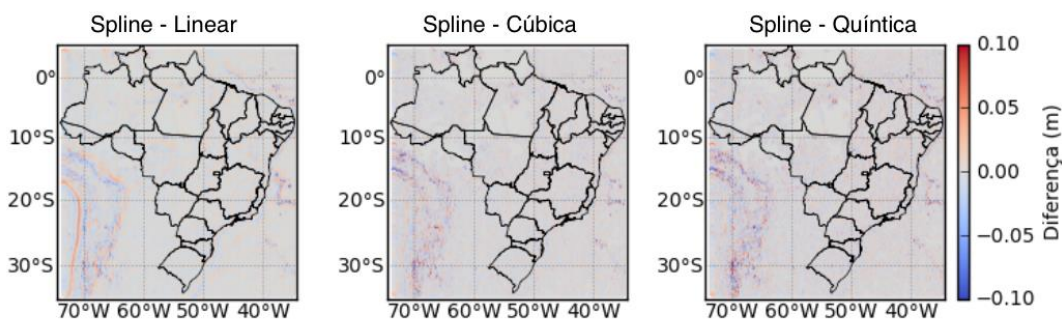 Spline - Linear
Spline - Cúbica
Spline - Quíntica
0°
10°S
20°S
30°S
70°W 60°W 50°W 40°W
0°
10°S
20°S
30°S
70°W 60°W 50°W 40°W
0°
10°S
20°S
30°S
70°W 60°W 50°W 40°W
0.10
0.05
0.00
−0.05
−0.10
Diferença (m)